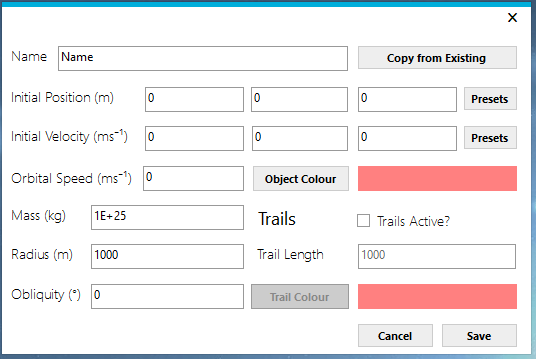 X
Name Name Copy from Existing
Initial Position (m) 0 0 0 Presets
Initial Velocity (ms⁻¹) 0 0 0 Presets
Orbital Speed (ms⁻¹) 0 Object Colour
Mass (kg) 1E+25 Trails Trails Active?
Radius (m) 1000 Trail Length 1000
Obliquity (°) 0 Trail Colour
Cancel Save